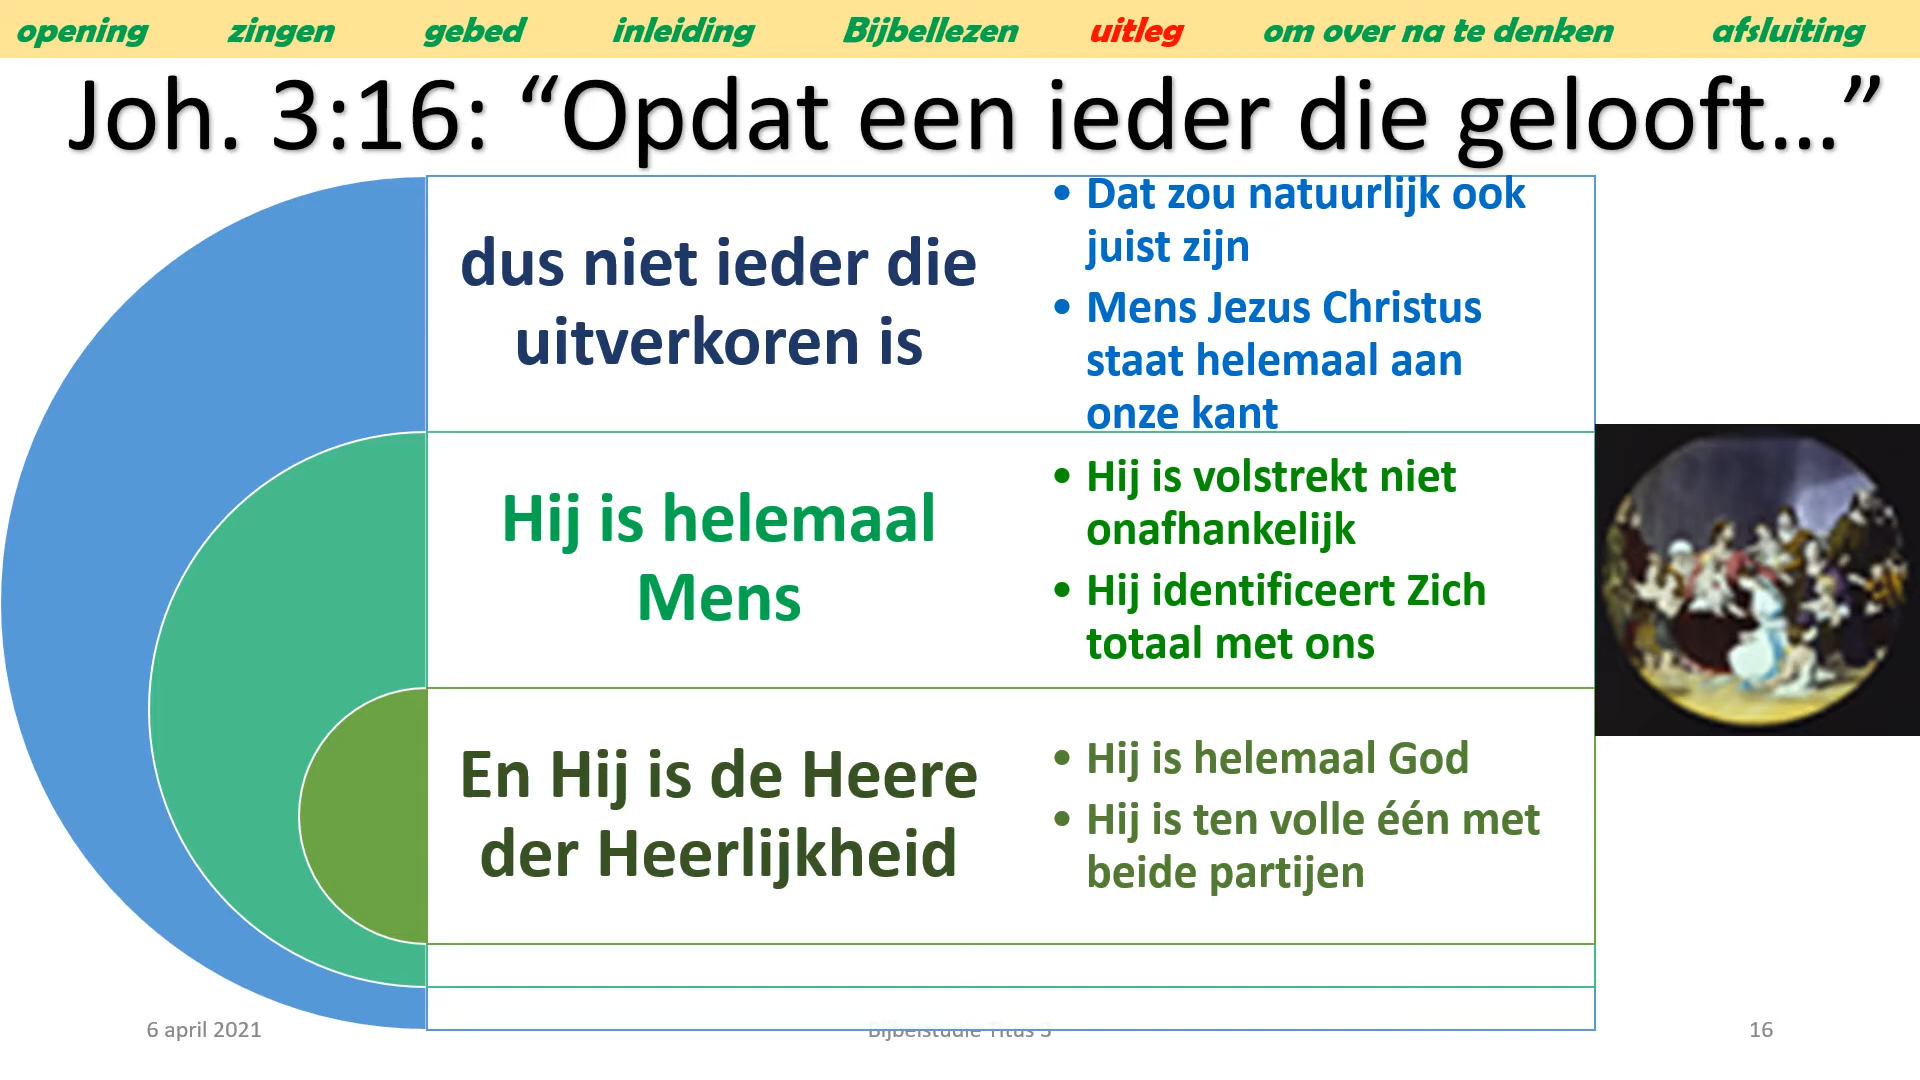 opening zingen gebed inleiding Bijbellezen uitleg om over na te denken afsluiting
Joh. 3:16: “Opdat een ieder die gelooft...”
dus niet ieder die
uitverkoren is
• Dat zou natuurlijk ook
juist zijn
• Mens Jezus Christus
staat helemaal aan
onze kant
Hij is helemaal
Mens
• Hij is volstrekt niet
onafhankelijk
• Hij identificeert Zich
totaal met ons
En Hij is de Heere
der Heerlijkheid
• Hij is helemaal God
• Hij is ten volle één met
beide partijen
6 april 2021
Bijbelstudie Titus 3
16